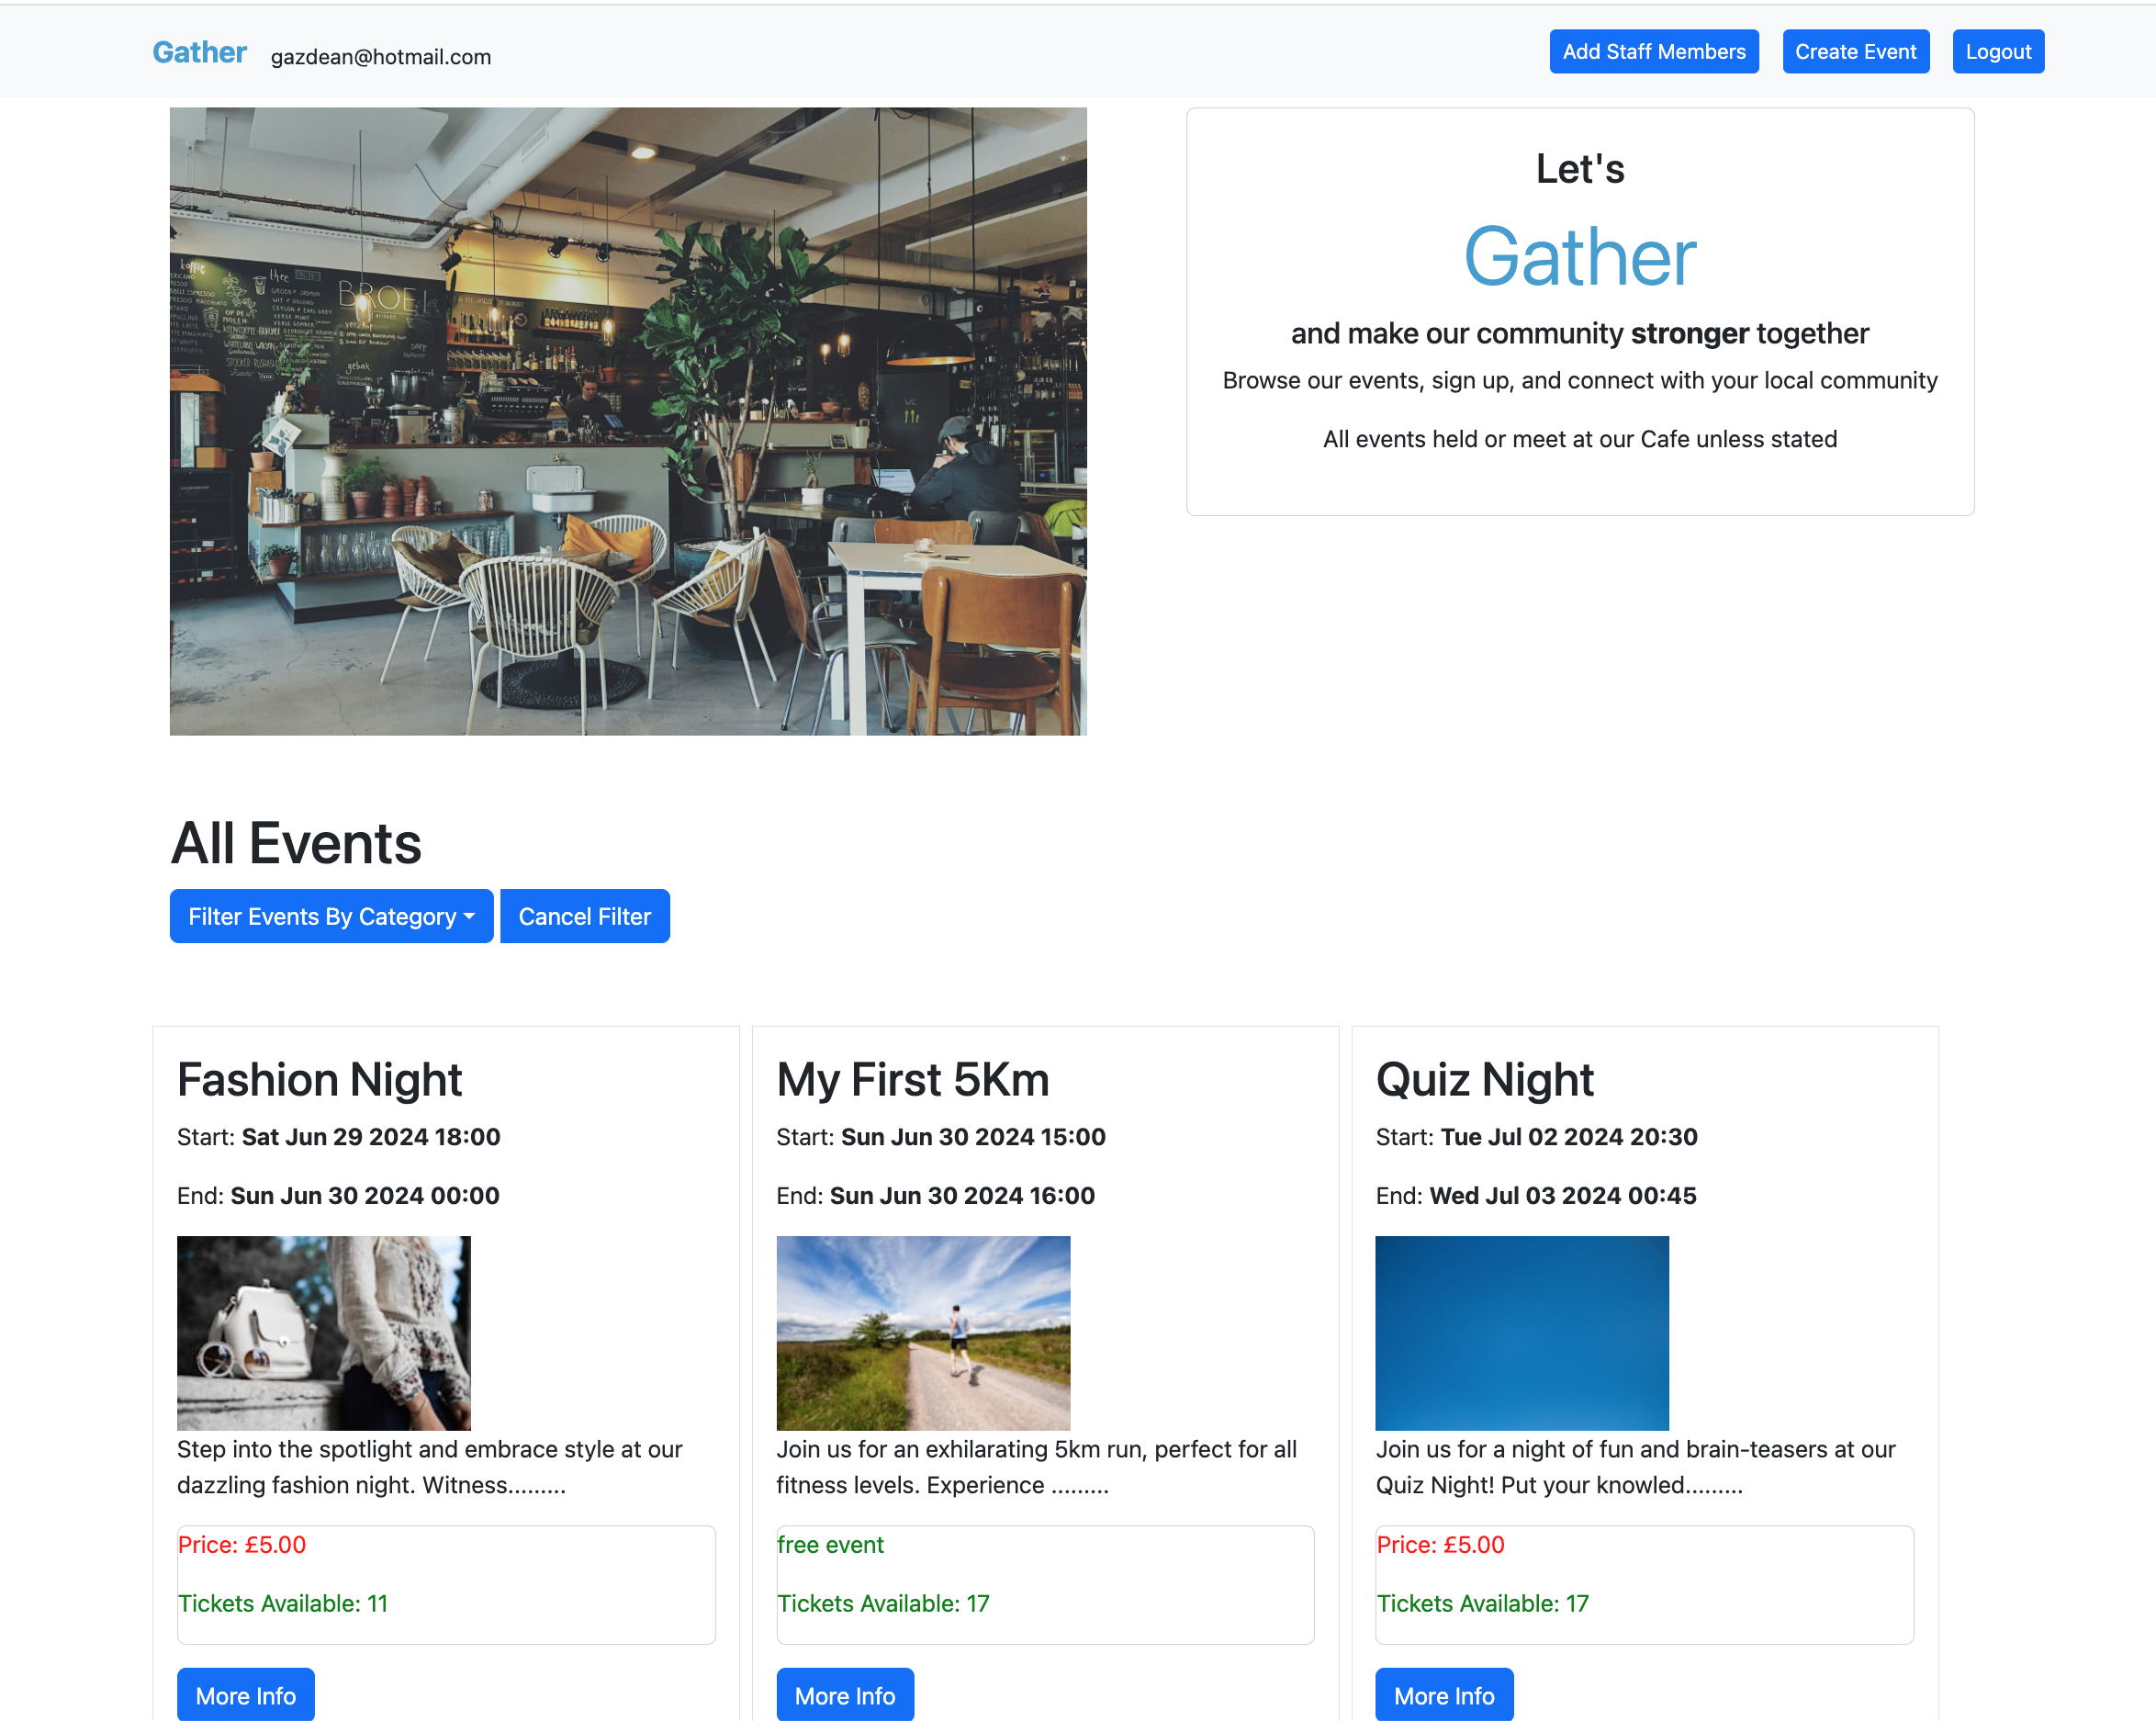 Gather gazdean@hotmail.com Add Staff Members Create Event Logout
koffie
thee
BROEI
gebak
WC
Let's
Gather
and make our community stronger together
Browse our events, sign up, and connect with your local community
All events held or meet at our Cafe unless stated
All Events
Filter Events By Category Cancel Filter
Fashion Night
Start: Sat Jun 29 2024 18:00
End: Sun Jun 30 2024 00:00
Step into the spotlight and embrace style at our
dazzling fashion night. Witness.........
Price: £5.00
Tickets Available: 11
More Info
My First 5Km
Start: Sun Jun 30 2024 15:00
End: Sun Jun 30 2024 16:00
Join us for an exhilarating 5km run, perfect for all
fitness levels. Experience .........
free event
Tickets Available: 17
More Info
Quiz Night
Start: Tue Jul 02 2024 20:30
End: Wed Jul 03 2024 00:45
Join us for a night of fun and brain-teasers at our
Quiz Night! Put your knowled.........
Price: £5.00
Tickets Available: 17
More Info